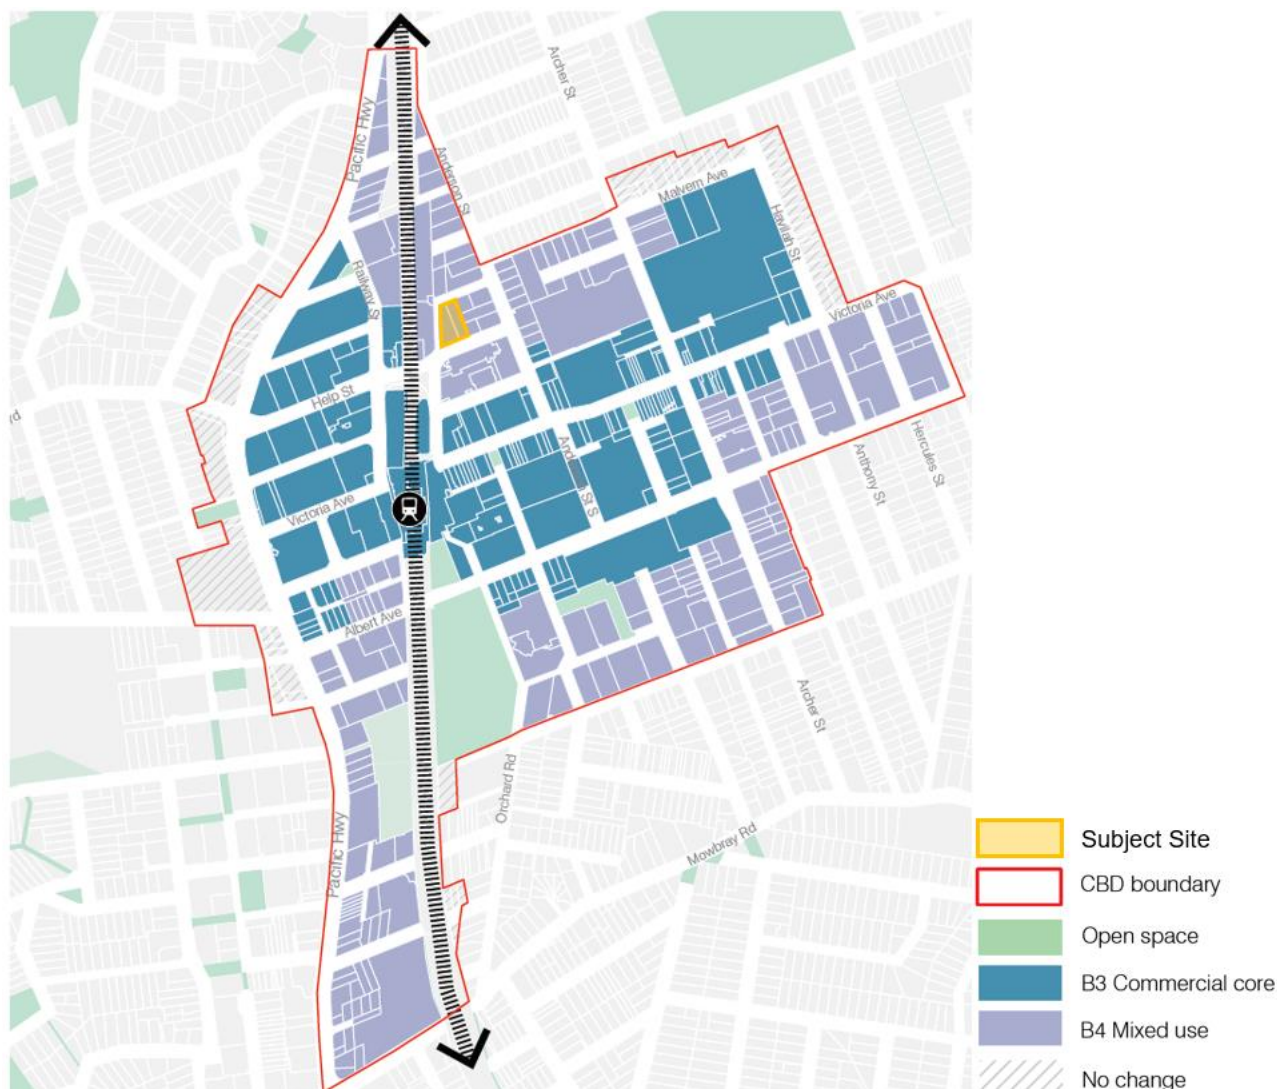 Archer St
Pacific Hwy
Anderson St
Malvern Ave
Havilah St
Railway St
Victoria Ave
Help St
rd
Hercules St
Anthony St
Victoria Ave
Albert Ave
Archer St
Orchard Rd
Pacific Hwy
Mowbray Rd
Subject Site
CBD boundary
Open space
B3 Commercial core
B4 Mixed use
No change